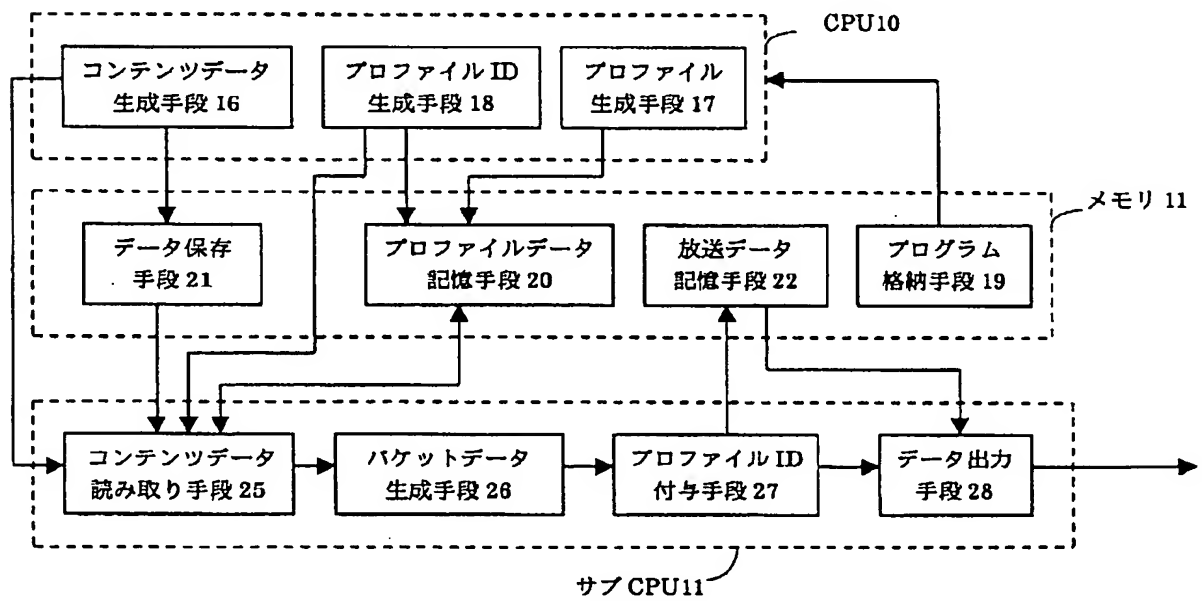 CPU10
コンテンツデータ
生成手段 16
プロファイル ID
生成手段 18
プロファイル
生成手段 17
メモリ 11
データ保存
手段 21
プロファイルデータ
記憶手段 20
放送データ
記憶手段 22
プログラム
格納手段 19
コンテンツデータ
読み取り手段 25
パケットデータ
生成手段 26
プロファイル ID
付与手段 27
データ出力
手段 28
サブ CPU11